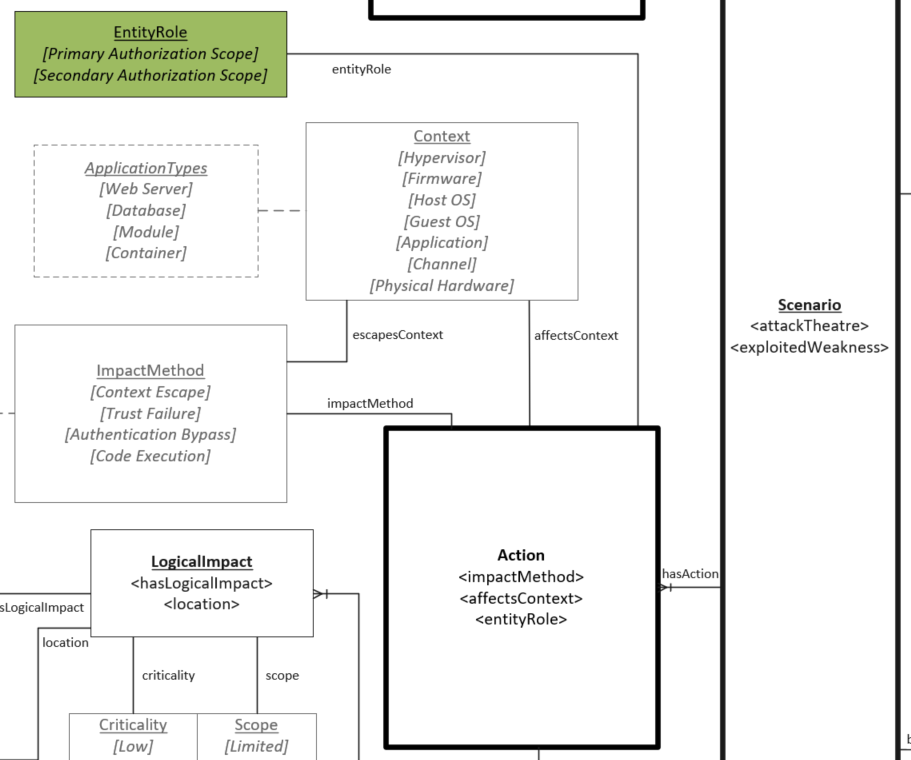 EntityRole
[Primary Authorization Scope]
[Secondary Authorization Scope]
entityRole
ApplicationTypes
[Web Server]
[Database]
[Module]
[Container]
Context
[Hypervisor]
[Firmware]
[Host OS]
[Guest OS]
[Application]
[Channel]
[Physical Hardware]
escapesContext
affectsContext
Scenario
<attackTheatre>
<exploitedWeakness>
ImpactMethod
[Context Escape]
[Trust Failure]
[Authentication Bypass]
[Code Execution]
impactMethod
Action
<impactMethod>
<affectsContext>
<entityRole>
hasAction
LogicalImpact
<hasLogicalImpact>
<location>
sLogicalImpact
location
criticality
scope
Criticality
[Low]
Scope
[Limited]